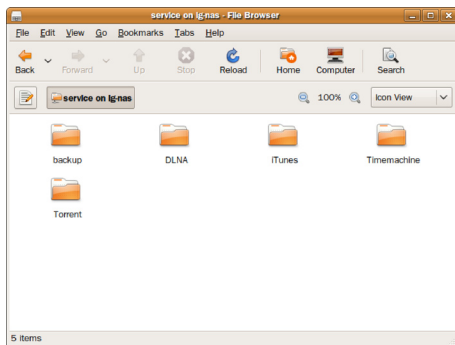 service on lg-nas - File Browser
File Edit View Go Bookmarks Tabs Help
Back Forward Up Stop Reload Home Computer Search
service on lg-nas 100% Icon View
backup DLNA iTunes Timemachine
Torrent
5 items